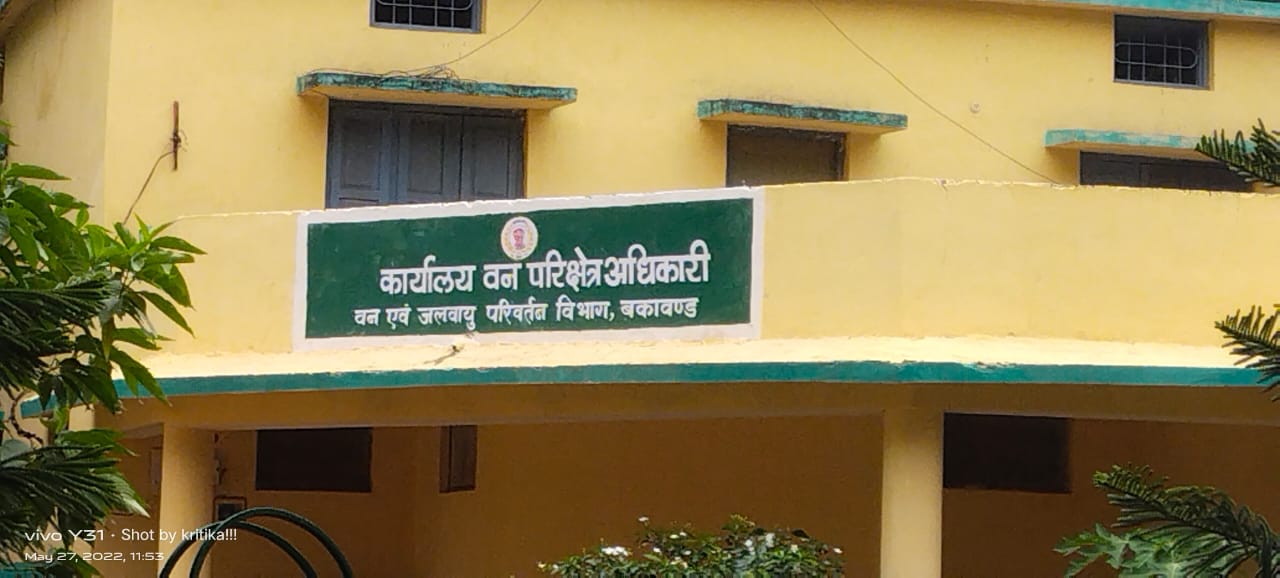 कार्यालय वन परिक्षेत्र अधिकारी
वन एवं जलवायु परिवर्तन विभाग, बकावण्ड
vivo Y31 · Shot by kritika!!!
May 27, 2022, 11:53